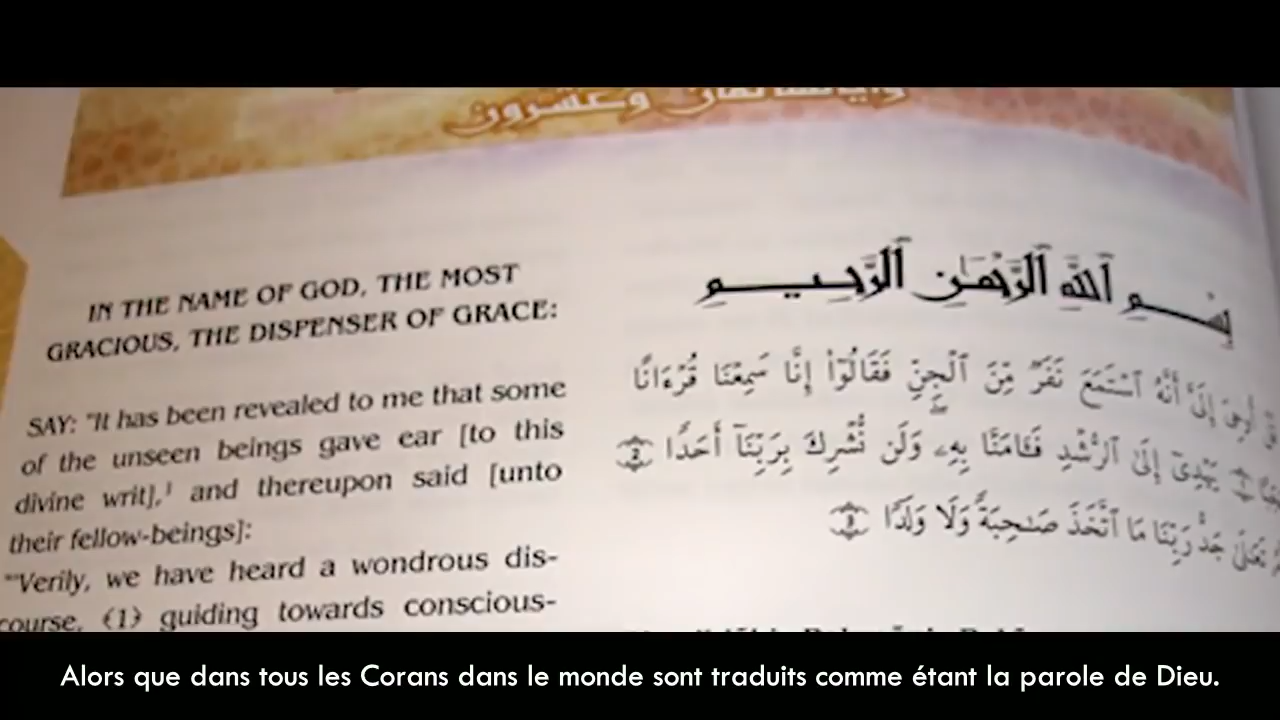 وعشرون
IN THE NAME OF GOD, THE MOST
GRACIOUS, THE DISPENSER OF GRACE:
SAY: "It has been revealed to me that some
of the unseen beings gave ear [to this
divine writ],¹ and thereupon said [unto
their fellow-beings]:
"'Verily, we have heard a wondrous dis-
course, (1) guiding towards conscious-
بِسْمِ ٱللَّهِ ٱلرَّحْمَـٰنِ ٱلرَّحِيمِ
أُوحِىَ إِلَىَّ أَنَّهُ ٱسْتَمَعَ نَفَرٌ مِّنَ ٱلْجِنِّ فَقَالُوٓا۟ إِنَّا سَمِعْنَا قُرْءَانًا
يَهْدِىٓ إِلَى ٱلرُّشْدِ فَـَٔامَنَّا بِهِۦ وَلَن نُّشْرِكَ بِرَبِّنَآ أَحَدًا ﴿2﴾
تَعَـٰلَىٰ جَدُّ رَبِّنَا مَا ٱتَّخَذَ صَـٰحِبَةً وَلَا وَلَدًا ﴿3﴾
Alors que dans tous les Corans dans le monde sont traduits comme étant la parole de Dieu.